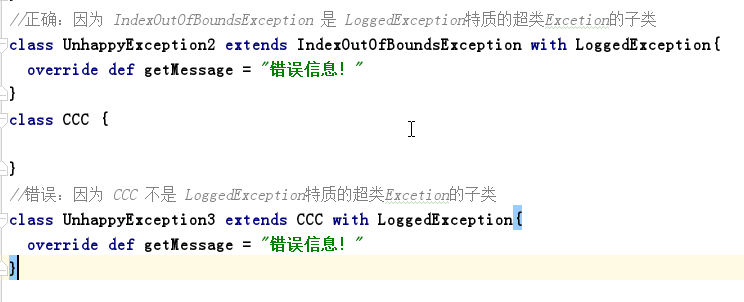 //正确：因为 IndexOutOfBoundsException 是 LoggedException特质的超类Excetion的子类
class UnhappyException2 extends IndexOutOfBoundsException with LoggedException{
  override def getMessage = "错误信息！"
}
class CCC {
}
//错误：因为 CCC 不是 LoggedException特质的超类Excetion的子类
class UnhappyException3 extends CCC with LoggedException{
  override def getMessage = "错误信息！"
}